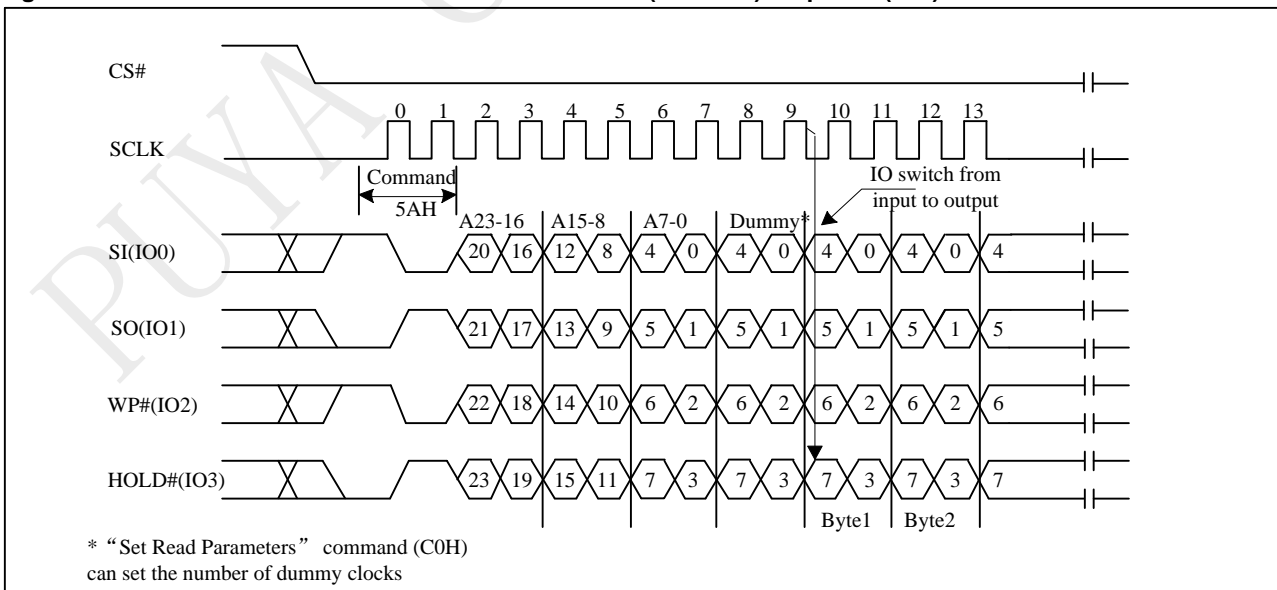 PUYA
CS#
0 1 2 3 4 5 6 7 8 9 10 11 12 13
SCLK
Command
5AH
IO switch from
input to output
A23-16 A15-8 A7-0 Dummy*
SI(IO0) 20 16 12 8 4 0 4 0 4 0 4 0 4
SO(IO1) 21 17 13 9 5 1 5 1 5 1 5 1 5
WP#(IO2) 22 18 14 10 6 2 6 2 6 2 6 2 6
HOLD#(IO3) 23 19 15 11 7 3 7 3 7 3 7 3 7
Byte1 Byte2
* “Set Read Parameters” command (C0H)
can set the number of dummy clocks